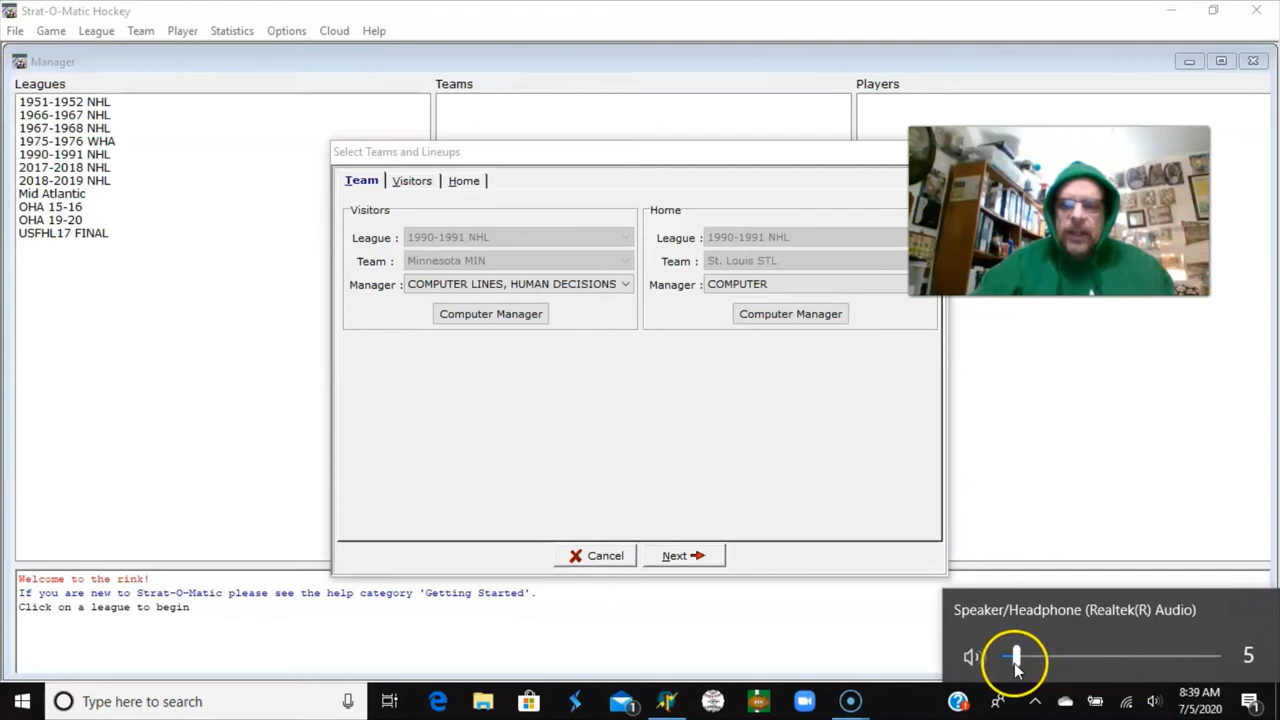 Strat-O-Matic Hockey
File Game League Team Player Statistics Options Cloud Help
Manager
Leagues Teams Players
1951-1952 NHL
1966-1967 NHL
1967-1968 NHL
1975-1976 WHA
1990-1991 NHL
2017-2018 NHL
2018-2019 NHL
Mid Atlantic
OHA 15-16
OHA 19-20
USFHL17 FINAL
Select Teams and Lineups
Team Visitors Home
Visitors
League : 1990-1991 NHL
Team : Minnesota MIN
Manager : COMPUTER LINES, HUMAN DECISIONS
Computer Manager
Home
League : 1990-1991 NHL
Team : St. Louis STL
Manager : COMPUTER
Computer Manager
Cancel Next
Welcome to the rink!
If you are new to Strat-O-Matic please see the help category 'Getting Started'.
Click on a league to begin
Speaker/Headphone (Realtek(R) Audio)
5
Type here to search
1
8:39 AM
7/5/2020
1